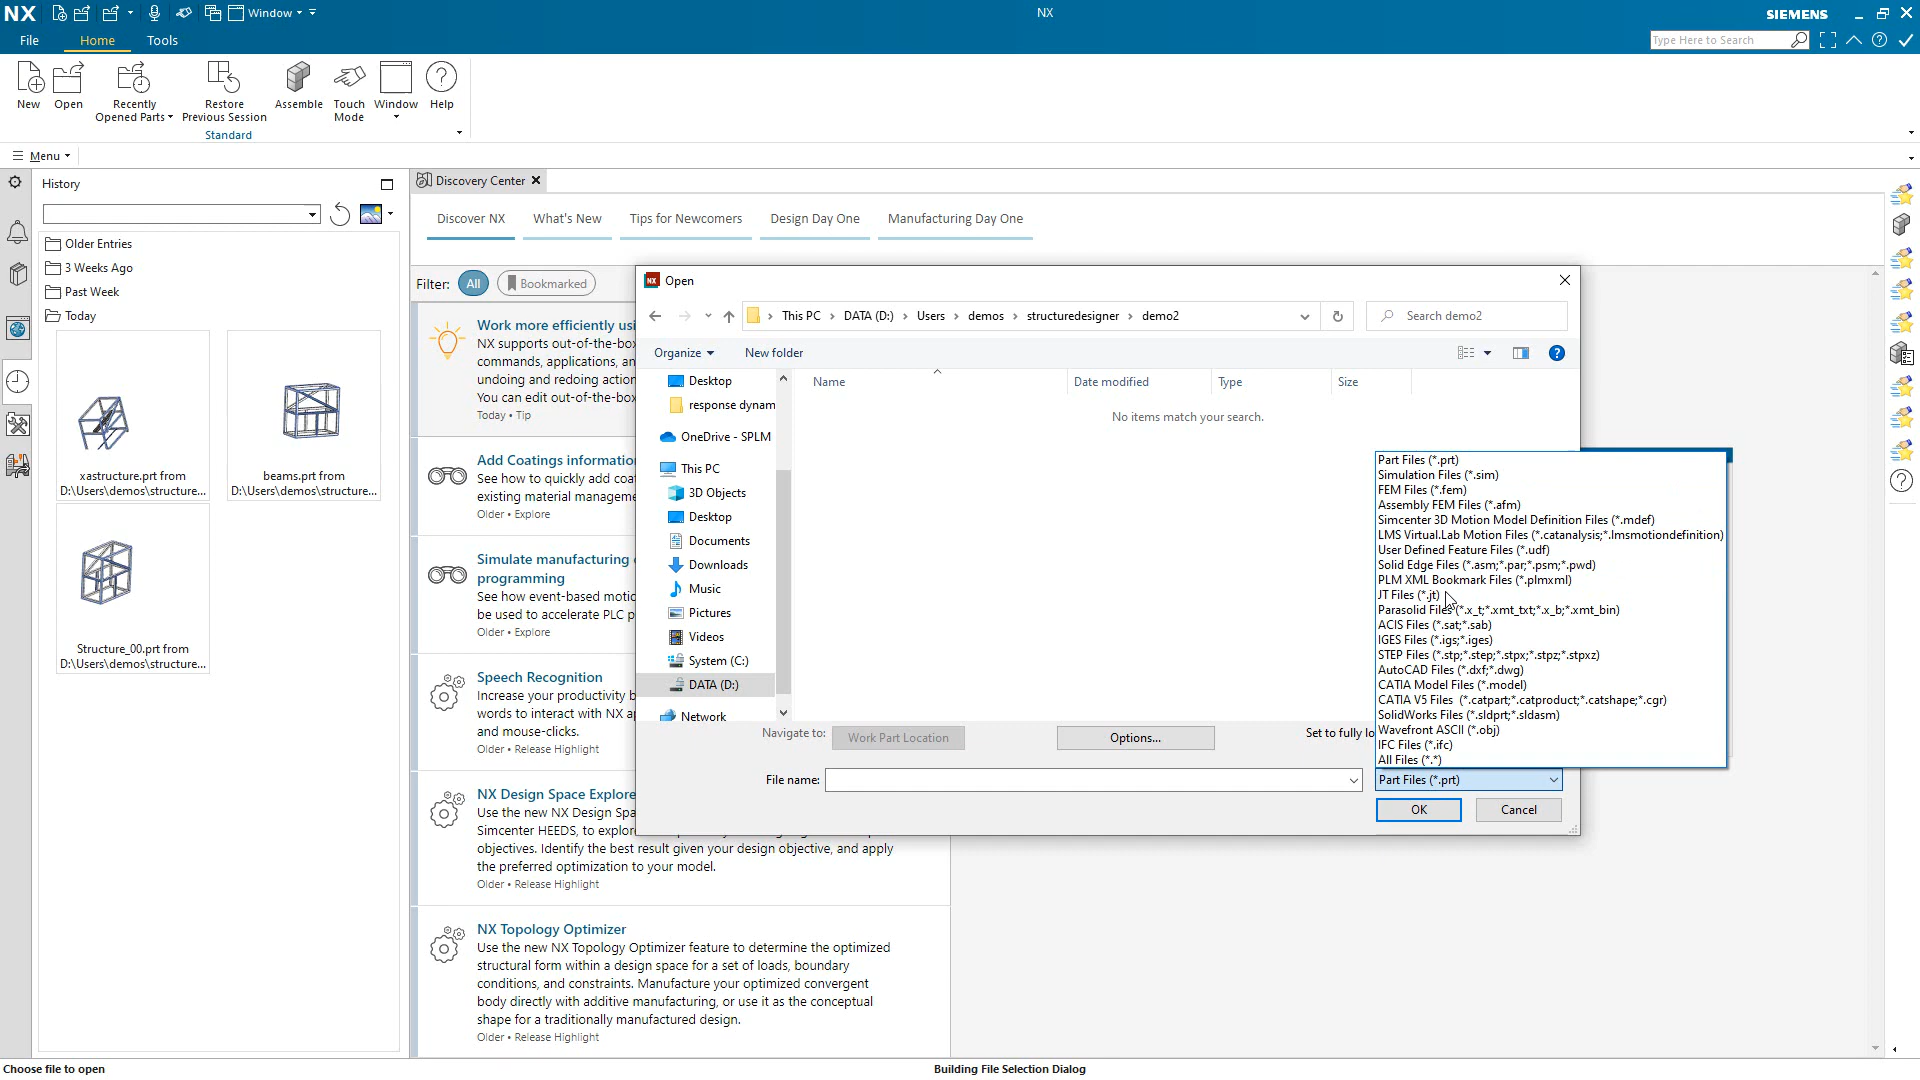 NX
Window
NX
SIEMENS
File
Home
Tools
Type Here to Search
New
Open
Recently
Opened Parts
Restore
Previous Session
Assemble
Touch
Mode
Window
Help
Standard
Menu
History
Older Entries
3 Weeks Ago
Past Week
Today
xastructure.prt from
D:\Users\demos\structure...
beams.prt from
D:\Users\demos\structure...
Structure_00.prt from
D:\Users\demos\structure...
Discovery Center
Discover NX
What's New
Tips for Newcomers
Design Day One
Manufacturing Day One
Filter:
All
Bookmarked
Work more efficiently usi
NX supports out-of-the-box
commands, applications, an
undoing and redoing action
You can edit out-of-the-box
Today • Tip
Add Coatings informatio
See how to quickly add coa
existing material manageme
Older • Explore
Simulate manufacturing
programming
See how event-based motio
be used to accelerate PLC p
Older • Explore
Speech Recognition
Increase your productivity b
words to interact with NX a
and mouse-clicks.
Older • Release Highlight
NX Design Space Explore
Use the new NX Design Spa
Simcenter HEEDS, to explor
objectives. Identify the best result given your design objective, and apply
the preferred optimization to your model.
Older • Release Highlight
NX Topology Optimizer
Use the new NX Topology Optimizer feature to determine the optimized
structural form within a design space for a set of loads, boundary
conditions, and constraints. Manufacture your optimized convergent
body directly with additive manufacturing, or use it as the conceptual
shape for a traditionally manufactured design.
Older • Release Highlight
NX
Open
This PC
DATA (D:)
Users
demos
structuredesigner
demo2
Search demo2
Organize
New folder
Desktop
response dynam
OneDrive - SPLM
This PC
3D Objects
Desktop
Documents
Downloads
Music
Pictures
Videos
System (C:)
DATA (D:)
Network
Name
Date modified
Type
Size
No items match your search.
Part Files (*.prt)
Simulation Files (*.sim)
FEM Files (*.fem)
Assembly FEM Files (*.afm)
Simcenter 3D Motion Model Definition Files (*.mdef)
LMS Virtual.Lab Motion Files (*.catanalysis;*.lmsmotiondefinition)
User Defined Feature Files (*.udf)
Solid Edge Files (*.asm;*.par;*.psm;*.pwd)
PLM XML Bookmark Files (*.plmxml)
JT Files (*.jt)
Parasolid Files (*.x_t;*.xmt_txt;*.x_b;*.xmt_bin)
ACIS Files (*.sat;*.sab)
IGES Files (*.igs;*.iges)
STEP Files (*.stp;*.step;*.stpx;*.stpz;*.stpxz)
AutoCAD Files (*.dxf;*.dwg)
CATIA Model Files (*.model)
CATIA V5 Files (*.catpart;*.catproduct;*.catshape;*.cgr)
SolidWorks Files (*.sldprt;*.sldasm)
Wavefront ASCII (*.obj)
IFC Files (*.ifc)
All Files (*.*)
Navigate to:
Work Part Location
Options...
Set to fully lo
File name:
Part Files (*.prt)
OK
Cancel
Choose file to open
Building File Selection Dialog